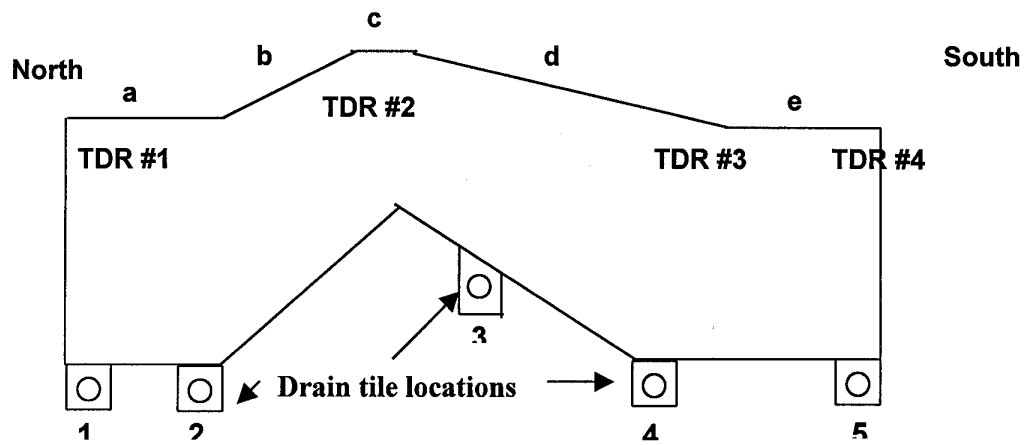 c
b
d
North
South
a
e
TDR #2
TDR #1
TDR #3
TDR #4
3
Drain tile locations
1
2
4
5